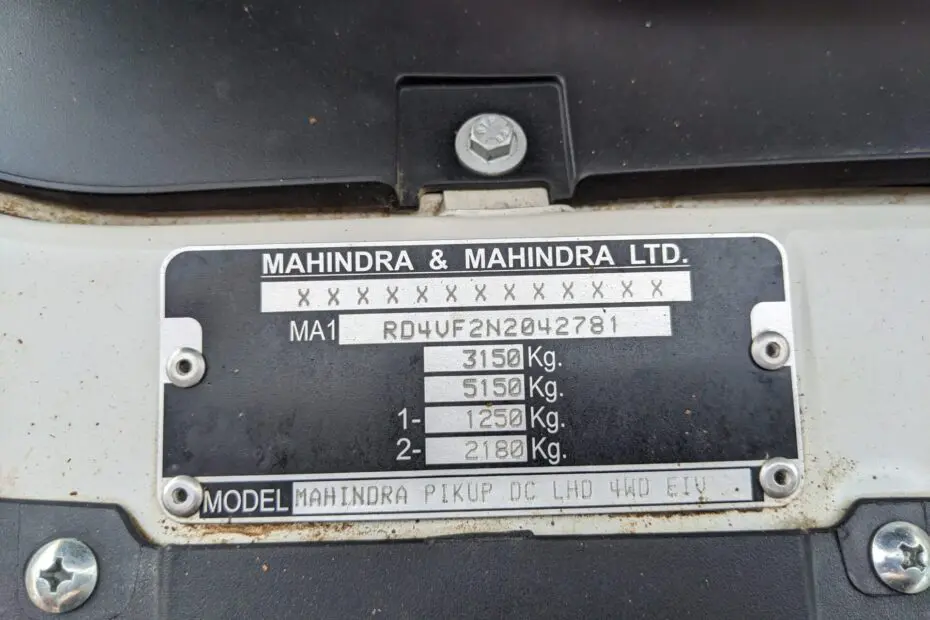 MAHINDRA & MAHINDRA LTD.
X X X X X X X X X X X X X
MA1 RD4VF2N2042781
3150 Kg.
5150 Kg.
1- 1250 Kg.
2- 2180 Kg.
MODEL MAHINDRA PIKUP DC LHD 4WD EIV